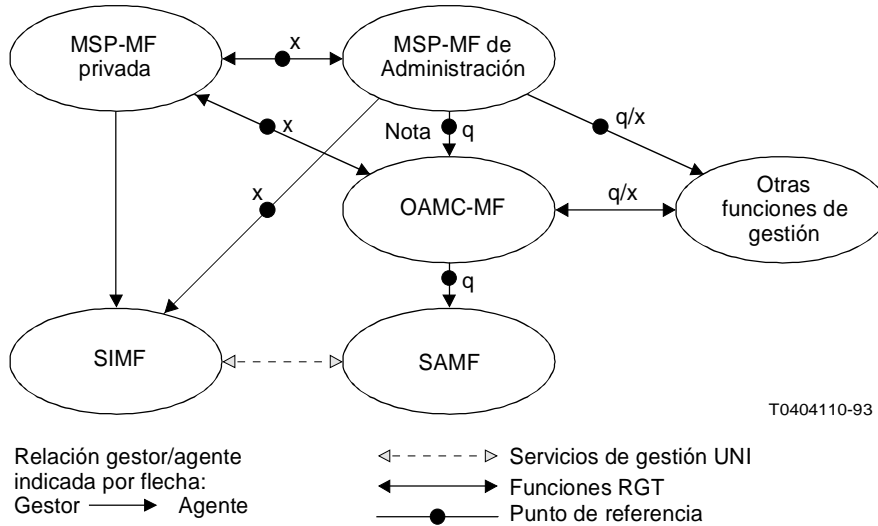 MSP-MF
privada
x
MSP-MF de
Administración
x
Nota
q
q/x
x
OAMC-MF
q/x
Otras
funciones de
gestión
q
SIMF
SAMF
T0404110-93
Relación gestor/agente
indicada por flecha:
Gestor
Agente
Servicios de gestión UNI
Funciones RGT
Punto de referencia